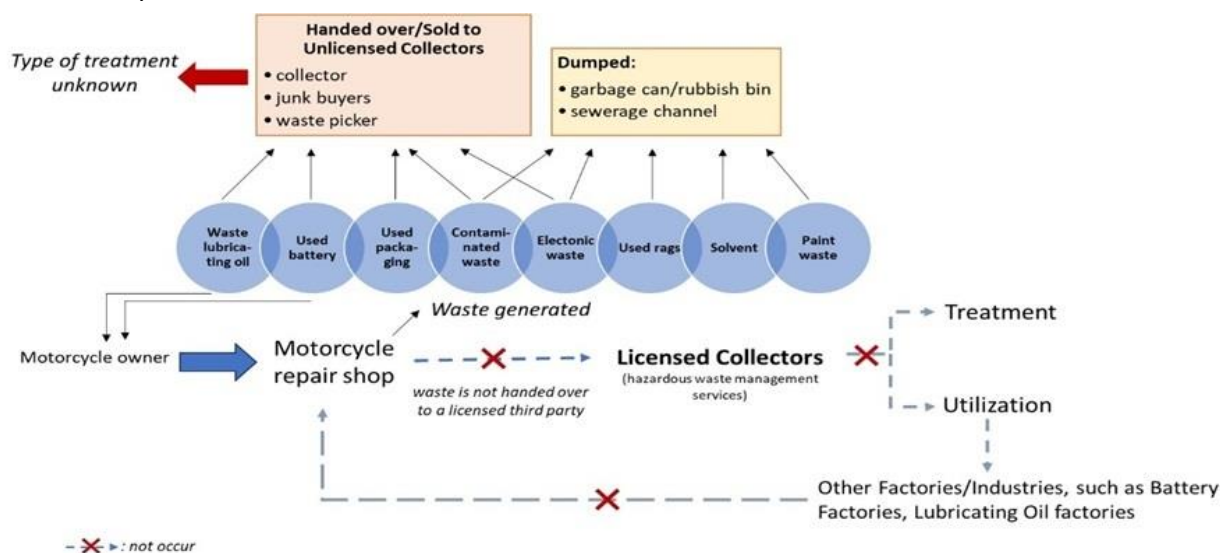 Handed over/Sold to
Unlicensed Collectors
• collector
• junk buyers
• waste picker
Type of treatment
unknown
Dumped:
• garbage can/rubbish bin
• sewerage channel
Waste
lubrica-
ting oil
Used
battery
Used
packa-
ging
Contami-
nated
waste
Electonic
waste
Used rags
Solvent
Paint
waste
Waste generated
Motorcycle owner
Motorcycle
repair shop
waste is not handed over
to a licensed third party
Licensed Collectors
(hazardous waste management
services)
Treatment
Utilization
Other Factories/Industries, such as Battery
Factories, Lubricating Oil factories
: not occur